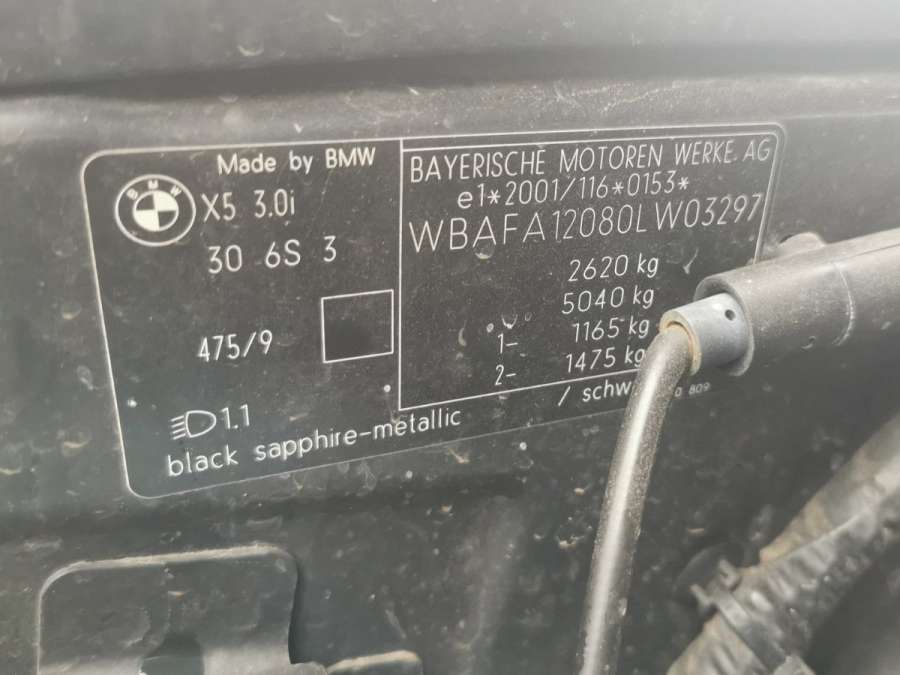 Made by BMW
BMW
X5 3.0i
30 6S 3
475/9
1.1
black sapphire-metallic
BAYERISCHE MOTOREN WERKE AG
e1*2001/116*0153*
WBAFA12080LW03297
2620 kg
5040 kg
1- 1165 kg
2- 1475 kg
/ schw
809